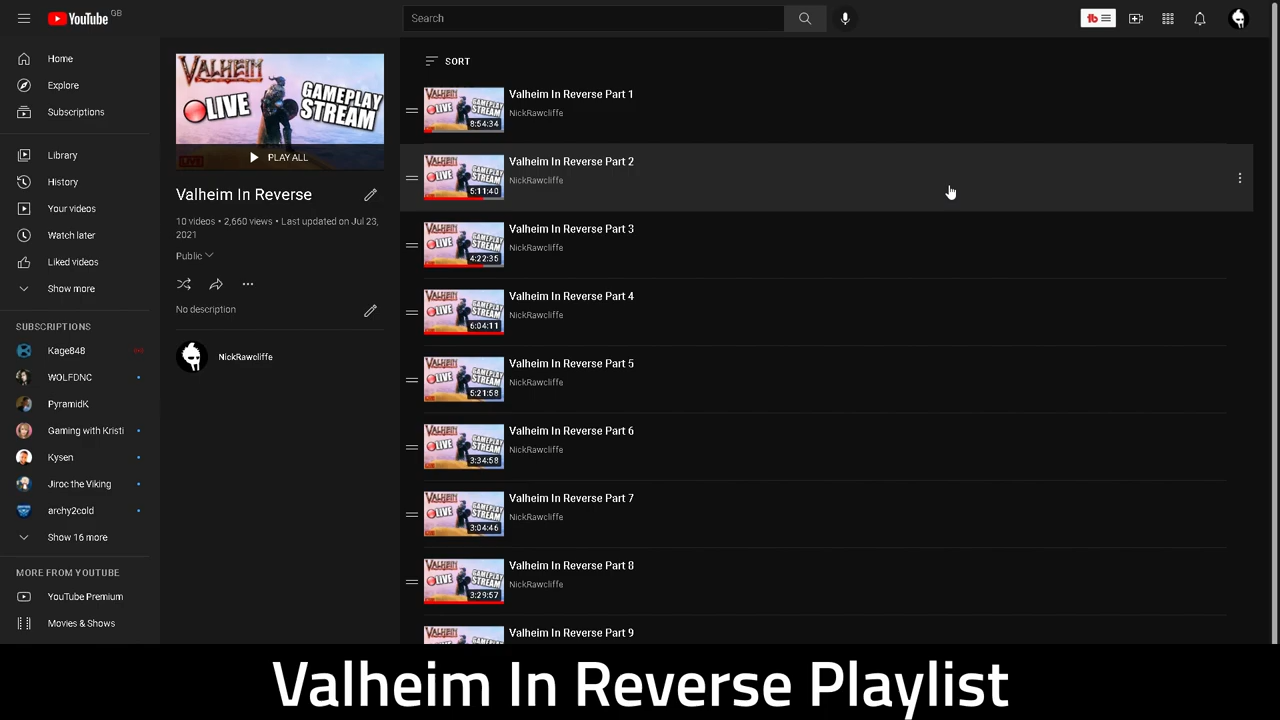 YouTube GB
Search
Home
Explore
Subscriptions
Library
History
Your videos
Watch later
Liked videos
Show more
SUBSCRIPTIONS
Kage848
WOLFDNC
PyramidK
Gaming with Kristi
Kysen
Jiroc the Viking
archy2cold
Show 16 more
MORE FROM YOUTUBE
YouTube Premium
Movies & Shows
VALHEIM
LIVE
GAMEPLAY
STREAM
PLAY ALL
Valheim In Reverse
10 videos • 2,660 views • Last updated on Jul 23,
2021
Public
No description
NickRawcliffe
SORT
Valheim In Reverse Part 1
NickRawcliffe
8:54:34
Valheim In Reverse Part 2
NickRawcliffe
5:11:40
Valheim In Reverse Part 3
NickRawcliffe
4:22:35
Valheim In Reverse Part 4
NickRawcliffe
6:04:11
Valheim In Reverse Part 5
NickRawcliffe
5:21:58
Valheim In Reverse Part 6
NickRawcliffe
3:34:58
Valheim In Reverse Part 7
NickRawcliffe
3:04:46
Valheim In Reverse Part 8
NickRawcliffe
3:29:57
Valheim In Reverse Part 9
Valheim In Reverse Playlist